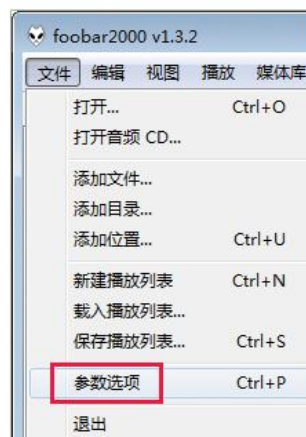 foobar2000 v1.3.2
文件 编辑 视图 播放 媒体库
打开... Ctrl+O
打开音频 CD...
添加文件...
添加目录...
添加位置... Ctrl+U
新建播放列表 Ctrl+N
载入播放列表...
保存播放列表... Ctrl+S
参数选项 Ctrl+P
退出